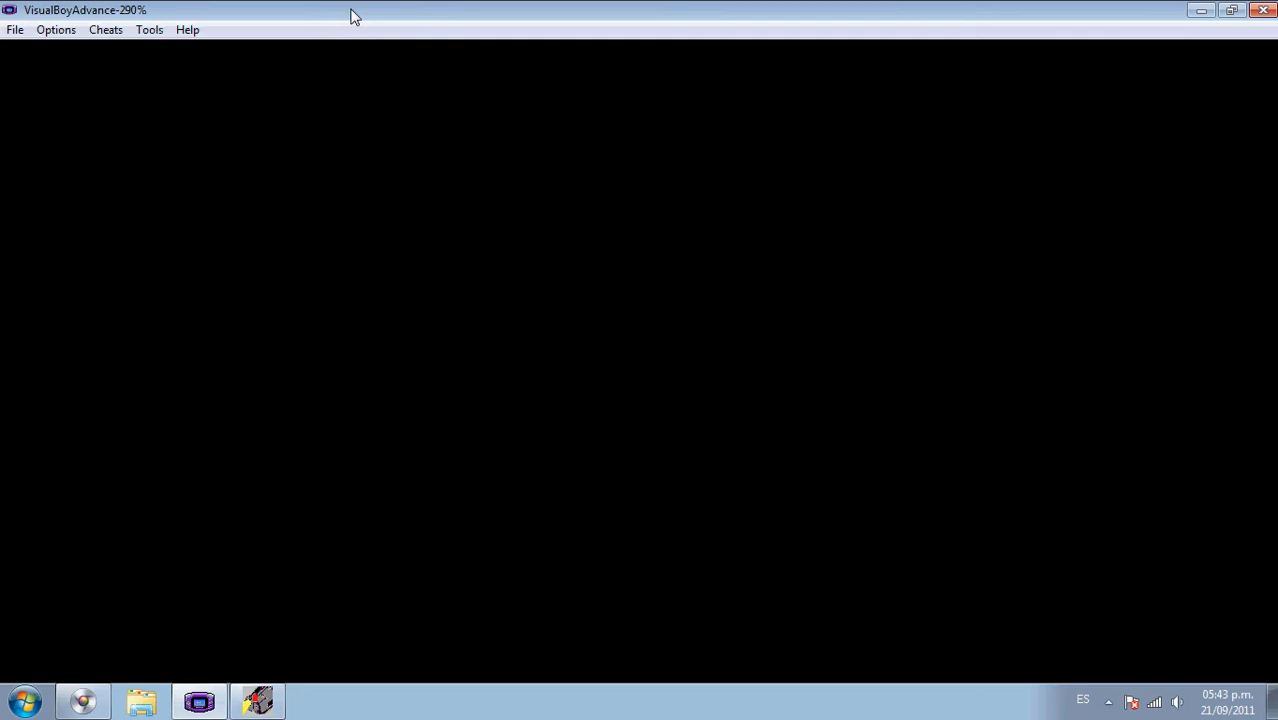 VisualBoyAdvance-290%
File Options Cheats Tools Help
ES
05:43 p.m.
21/09/2011